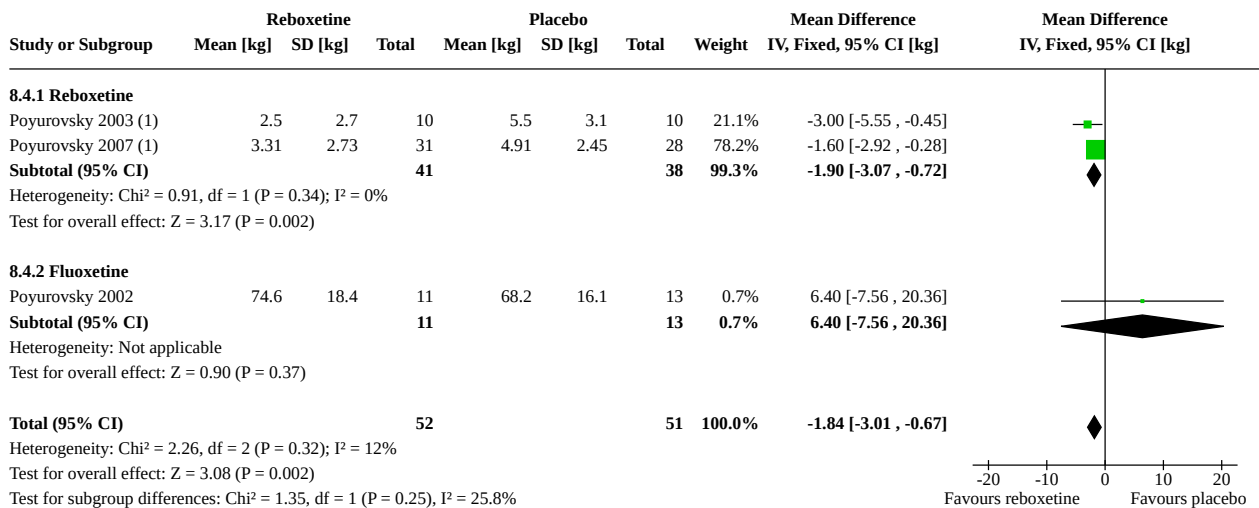 Reboxetine Placebo Mean Difference Mean Difference
Study or Subgroup Mean [kg] SD [kg] Total Mean [kg] SD [kg] Total Weight IV, Fixed, 95% CI [kg] IV, Fixed, 95% CI [kg]
8.4.1 Reboxetine
Poyurovsky 2003 (1) 2.5 2.7 10 5.5 3.1 10 21.1% -3.00 [-5.55 , -0.45]
Poyurovsky 2007 (1) 3.31 2.73 31 4.91 2.45 28 78.2% -1.60 [-2.92 , -0.28]
Subtotal (95% CI) 41 38 99.3% -1.90 [-3.07 , -0.72]
Heterogeneity: Chi² = 0.91, df = 1 (P = 0.34); I² = 0%
Test for overall effect: Z = 3.17 (P = 0.002)
8.4.2 Fluoxetine
Poyurovsky 2002 74.6 18.4 11 68.2 16.1 13 0.7% 6.40 [-7.56 , 20.36]
Subtotal (95% CI) 11 13 0.7% 6.40 [-7.56 , 20.36]
Heterogeneity: Not applicable
Test for overall effect: Z = 0.90 (P = 0.37)
Total (95% CI) 52 51 100.0% -1.84 [-3.01 , -0.67]
Heterogeneity: Chi² = 2.26, df = 2 (P = 0.32); I² = 12%
Test for overall effect: Z = 3.08 (P = 0.002)
Test for subgroup differences: Chi² = 1.35, df = 1 (P = 0.25), I² = 25.8%
-20 -10 0 10 20
Favours reboxetine Favours placebo